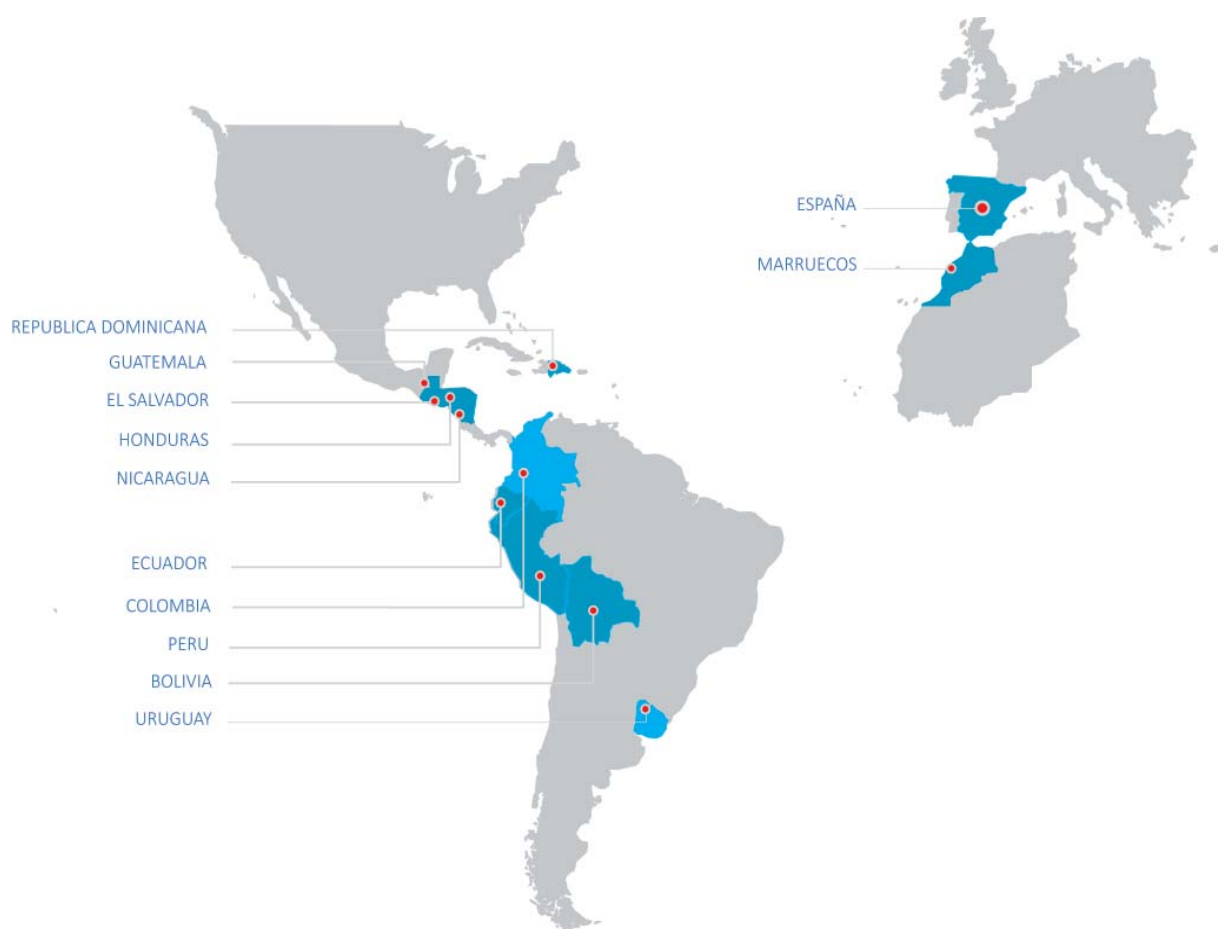 ESPAÑA
MARRUECOS
REPUBLICA DOMINICANA
GUATEMALA
EL SALVADOR
HONDURAS
NICARAGUA
ECUADOR
COLOMBIA
PERU
BOLIVIA
URUGUAY